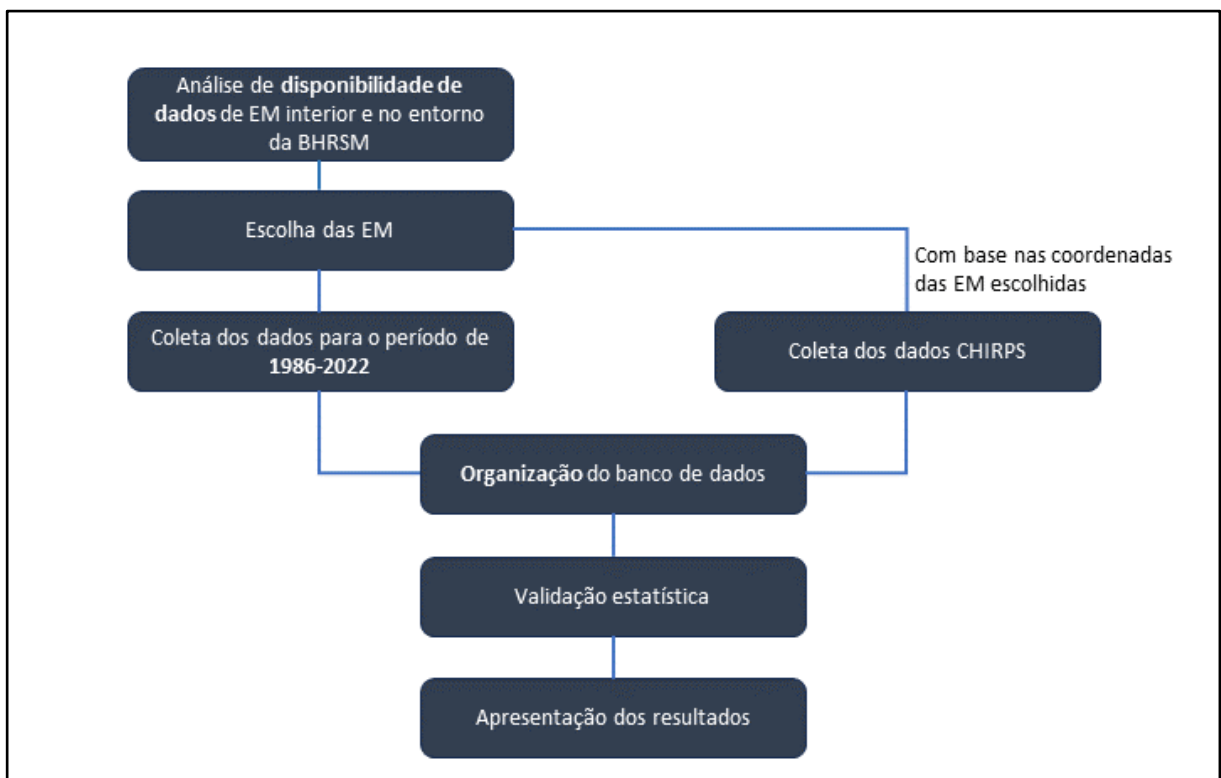 Análise de disponibilidade de
dados de EM interior e no entorno
da BHRSM
Escolha das EM
Com base nas coordenadas
das EM escolhidas
Coleta dos dados para o período de
1986-2022
Coleta dos dados CHIRPS
Organização do banco de dados
Validação estatística
Apresentação dos resultados